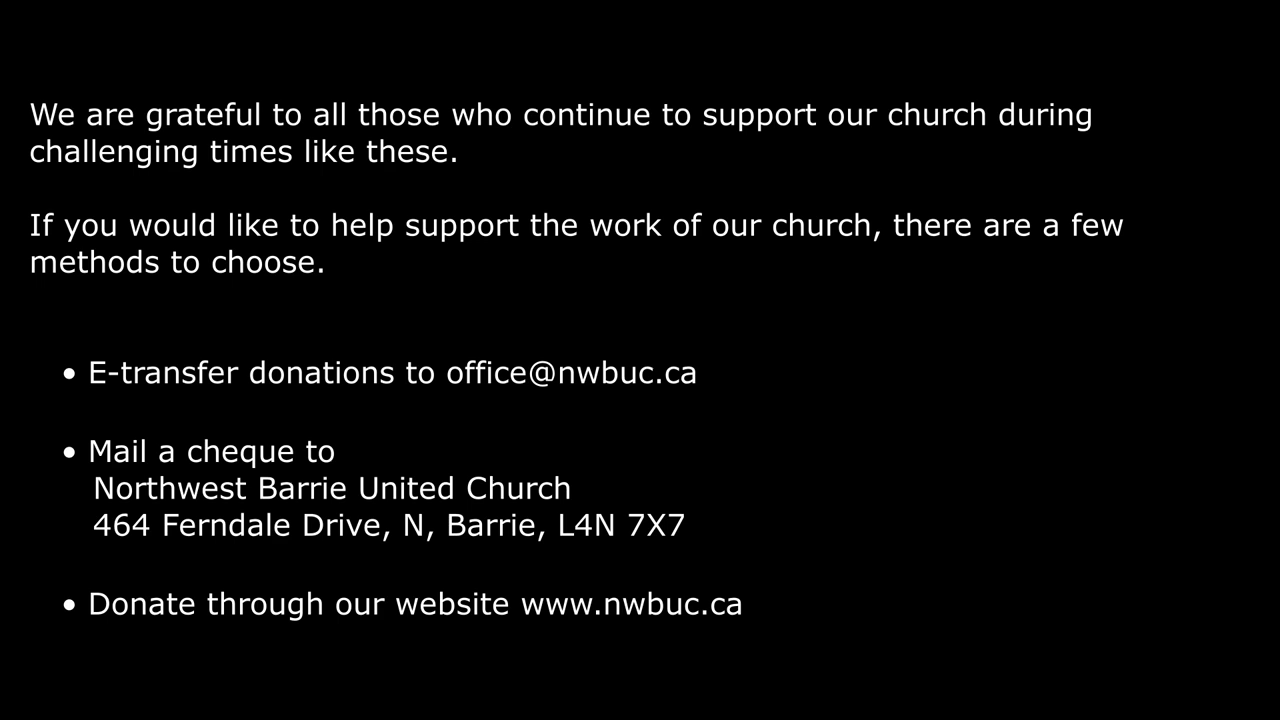 We are grateful to all those who continue to support our church during
challenging times like these.
If you would like to help support the work of our church, there are a few
methods to choose.
• E-transfer donations to office@nwbuc.ca
• Mail a cheque to
Northwest Barrie United Church
464 Ferndale Drive, N, Barrie, L4N 7X7
• Donate through our website www.nwbuc.ca